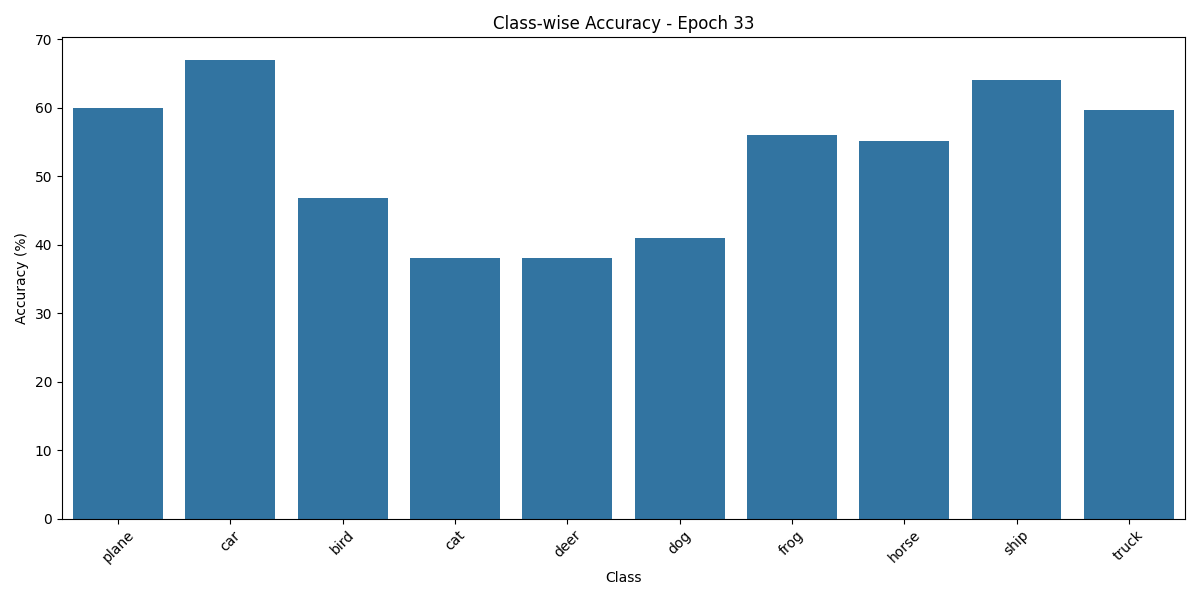 Class-wise Accuracy - Epoch 33
Accuracy (%)
70
60
50
40
30
20
10
0
plane
car
bird
cat
deer
dog
frog
horse
ship
truck
Class